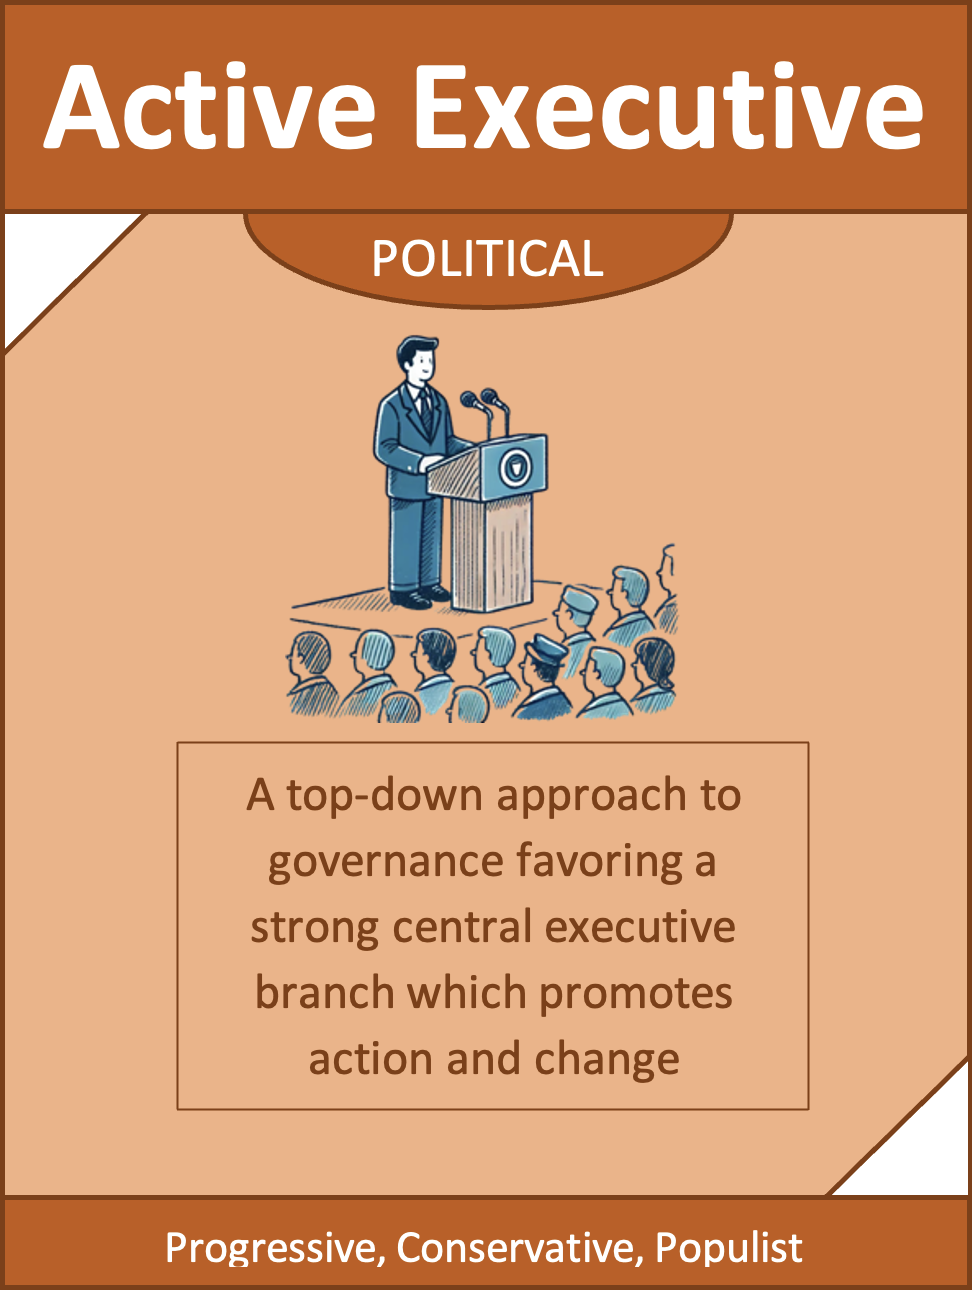 Active Executive
POLITICAL
A top-down approach to
governance favoring a
strong central executive
branch which promotes
action and change
Progressive, Conservative, Populist